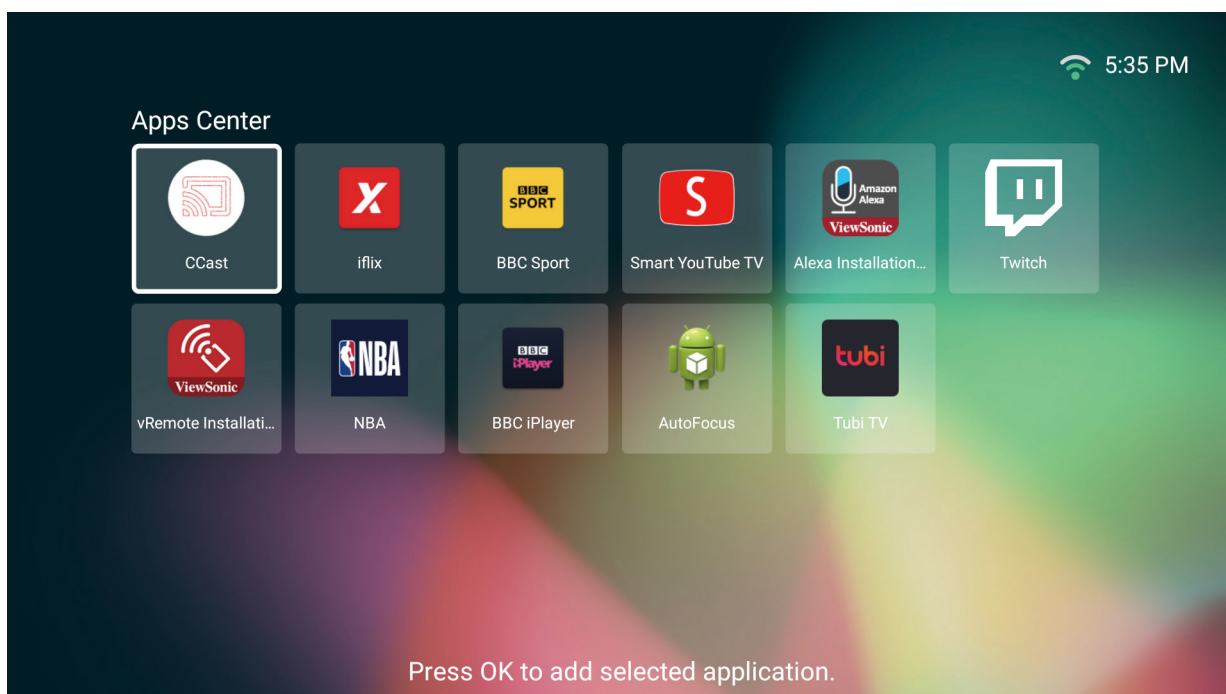 5:35 PM
Apps Center
X
BBC
SPORT
S
Amazon
Alexa
ViewSonic
CCast
iflix
BBC Sport
Smart YouTube TV
Alexa Installation...
Twitch
ViewSonic
NBA
BBC
iPlayer
tubi
vRemote Installati...
NBA
BBC iPlayer
AutoFocus
Tubi TV
Press OK to add selected application.